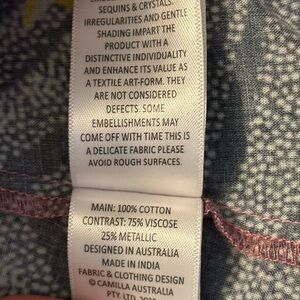 SEQUINS & CRYSTALS.
IRREGULARITIES AND GENTLE
SHADING IMPART THE
PRODUCT WITH A
DISTINCTIVE INDIVIDUALITY
AND ENHANCE ITS VALUE AS
A TEXTILE ART-FORM. THEY
ARE NOT CONSIDERED
DEFECTS. SOME
EMBELLISHMENTS MAY
COME OFF WITH TIME THIS IS
A DELICATE FABRIC PLEASE
AVOID ROUGH SURFACES.
MAIN: 100% COTTON
CONTRAST: 75% VISCOSE
25% METALLIC
DESIGNED IN AUSTRALIA
MADE IN INDIA
FABRIC & CLOTHING DESIGN
© CAMILLA AUSTRALIA
PTY. LTD.